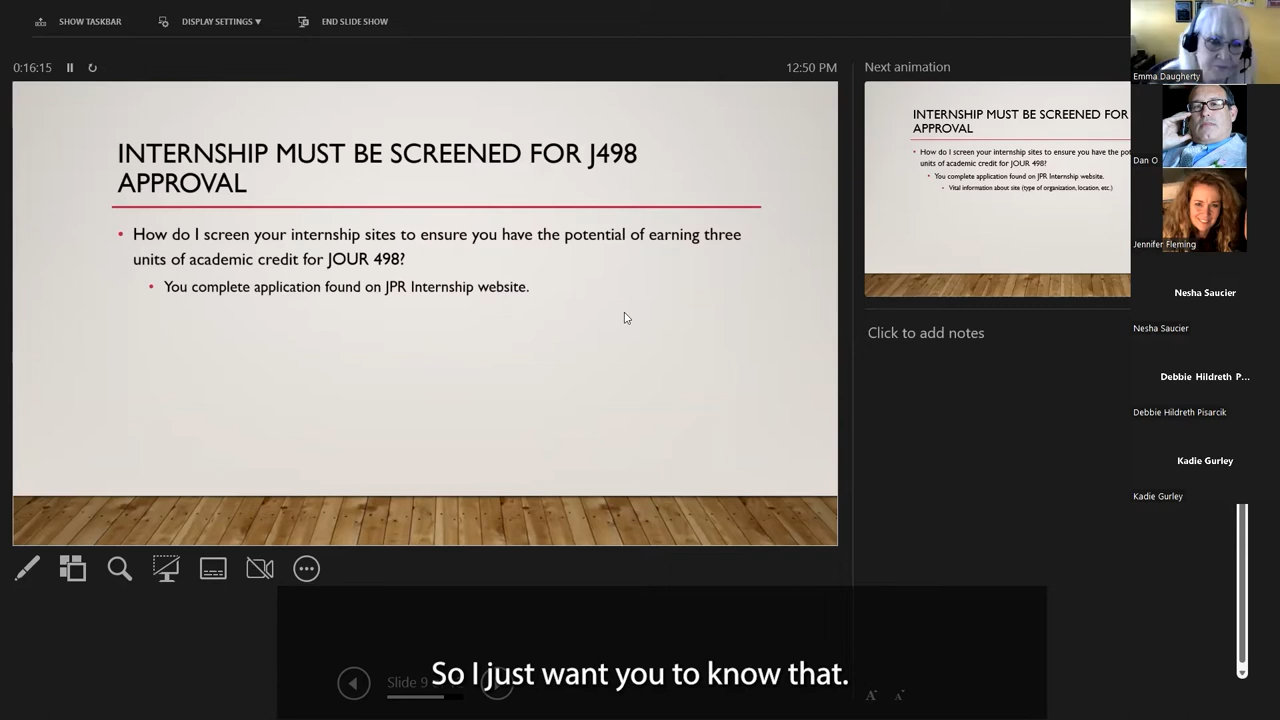 SHOW TASKBAR
DISPLAY SETTINGS ▾
END SLIDE SHOW
0:16:15
12:50 PM
INTERNSHIP MUST BE SCREENED FOR J498
APPROVAL
• How do I screen your internship sites to ensure you have the potential of earning three
units of academic credit for JOUR 498?
• You complete application found on JPR Internship website.
Next animation
INTERNSHIP MUST BE SCREENED FOR
APPROVAL
• How do I screen your internship sites to ensure you have the
units of academic credit for JOUR 498?
• You complete application found on JPR Internship website.
• Vital information about site (type of organization, location, etc.)
Click to add notes
Emma Daugherty
Dan O
Jennifer Fleming
Nesha Saucier
Nesha Saucier
Debbie Hildreth P...
Debbie Hildreth Pisarcik
Kadie Gurley
Kadie Gurley
Slide 9
So I just want you to know that.